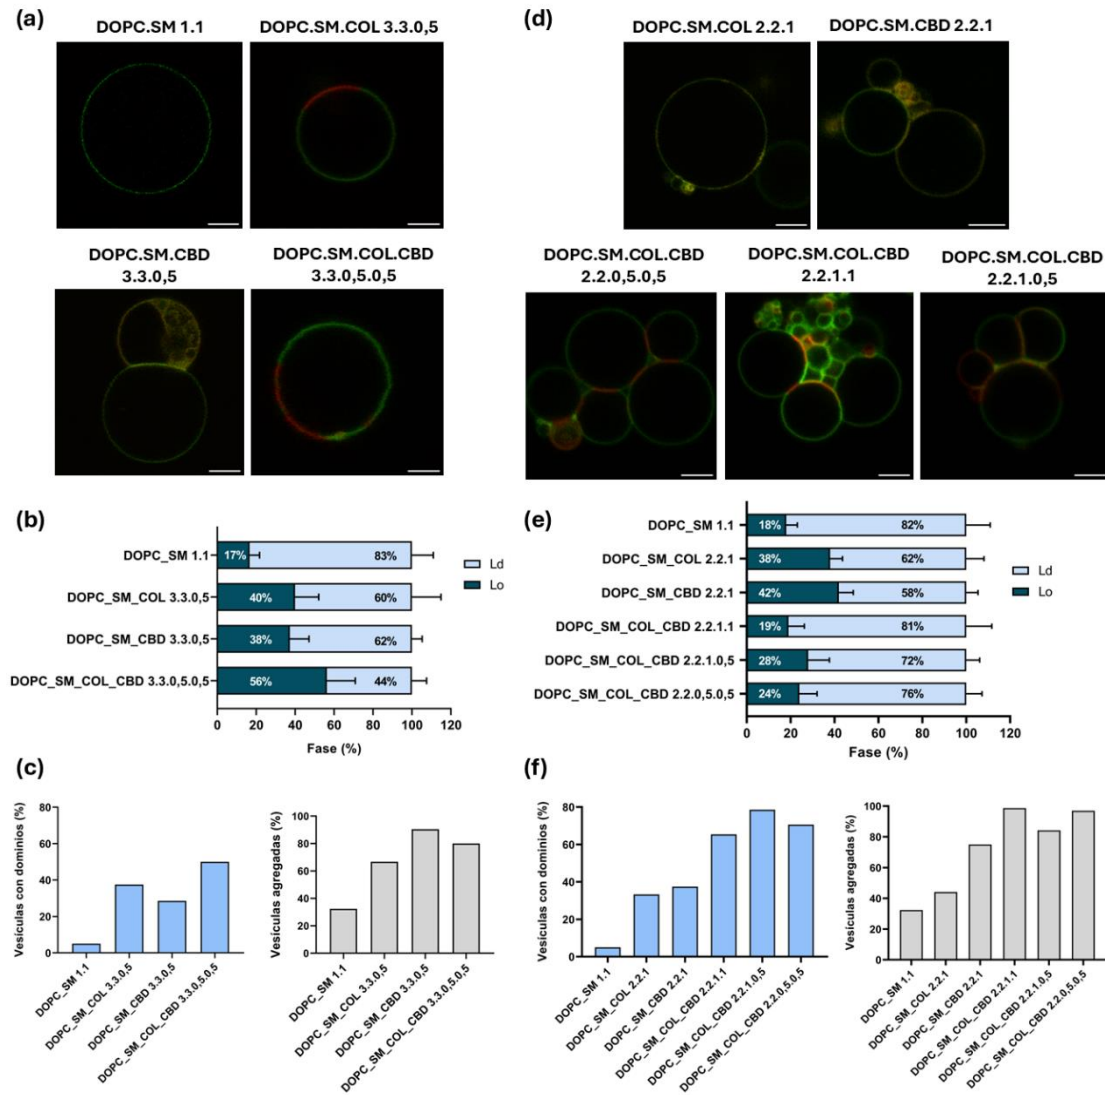 (a)
DOPC.SM 1.1
DOPC.SM.COL 3.3.0,5
DOPC.SM.CBD
3.3.0,5
DOPC.SM.COL.CBD
3.3.0,5.0,5
(b)
DOPC_SM 1.1
DOPC_SM_COL 3.3.0,5
DOPC_SM_CBD 3.3.0,5
DOPC_SM_COL_CBD 3.3.0,5.0,5
17% 83%
40% 60%
38% 62%
56% 44%
Ld
Lo
0 20 40 60 80 100 120
Fase (%)
(c)
Vesículas con dominios (%)
80
60
40
20
0
DOPC_SM 1.1
DOPC_SM_COL 3.3.0,5
DOPC_SM_CBD 3.3.0,5
DOPC_SM_COL_CBD 3.3.0,5.0,5
Vesículas agregadas (%)
100
80
60
40
20
0
DOPC_SM 1.1
DOPC_SM_COL 3.3.0,5
DOPC_SM_CBD 3.3.0,5
DOPC_SM_COL_CBD 3.3.0,5.0,5
(d)
DOPC.SM.COL 2.2.1
DOPC.SM.CBD 2.2.1
DOPC.SM.COL.CBD
2.2.0,5.0,5
DOPC.SM.COL.CBD
2.2.1.1
DOPC.SM.COL.CBD
2.2.1.0,5
(e)
DOPC_SM 1.1
DOPC_SM_COL 2.2.1
DOPC_SM_CBD 2.2.1
DOPC_SM_COL_CBD 2.2.1.1
DOPC_SM_COL_CBD 2.2.1.0,5
DOPC_SM_COL_CBD 2.2.0,5.0,5
18% 82%
38% 62%
42% 58%
19% 81%
28% 72%
24% 76%
Ld
Lo
0 20 40 60 80 100 120
Fase (%)
(f)
Vesículas con dominios (%)
80
60
40
20
0
DOPC_SM 1.1
DOPC_SM_COL 2.2.1
DOPC_SM_CBD 2.2.1
DOPC_SM_COL_CBD 2.2.1.1
DOPC_SM_COL_CBD 2.2.1.0,5
DOPC_SM_COL_CBD 2.2.0,5.0,5
Vesículas agregadas (%)
100
80
60
40
20
0
DOPC_SM 1.1
DOPC_SM_COL 2.2.1
DOPC_SM_CBD 2.2.1
DOPC_SM_COL_CBD 2.2.1.1
DOPC_SM_COL_CBD 2.2.1.0,5
DOPC_SM_COL_CBD 2.2.0,5.0,5